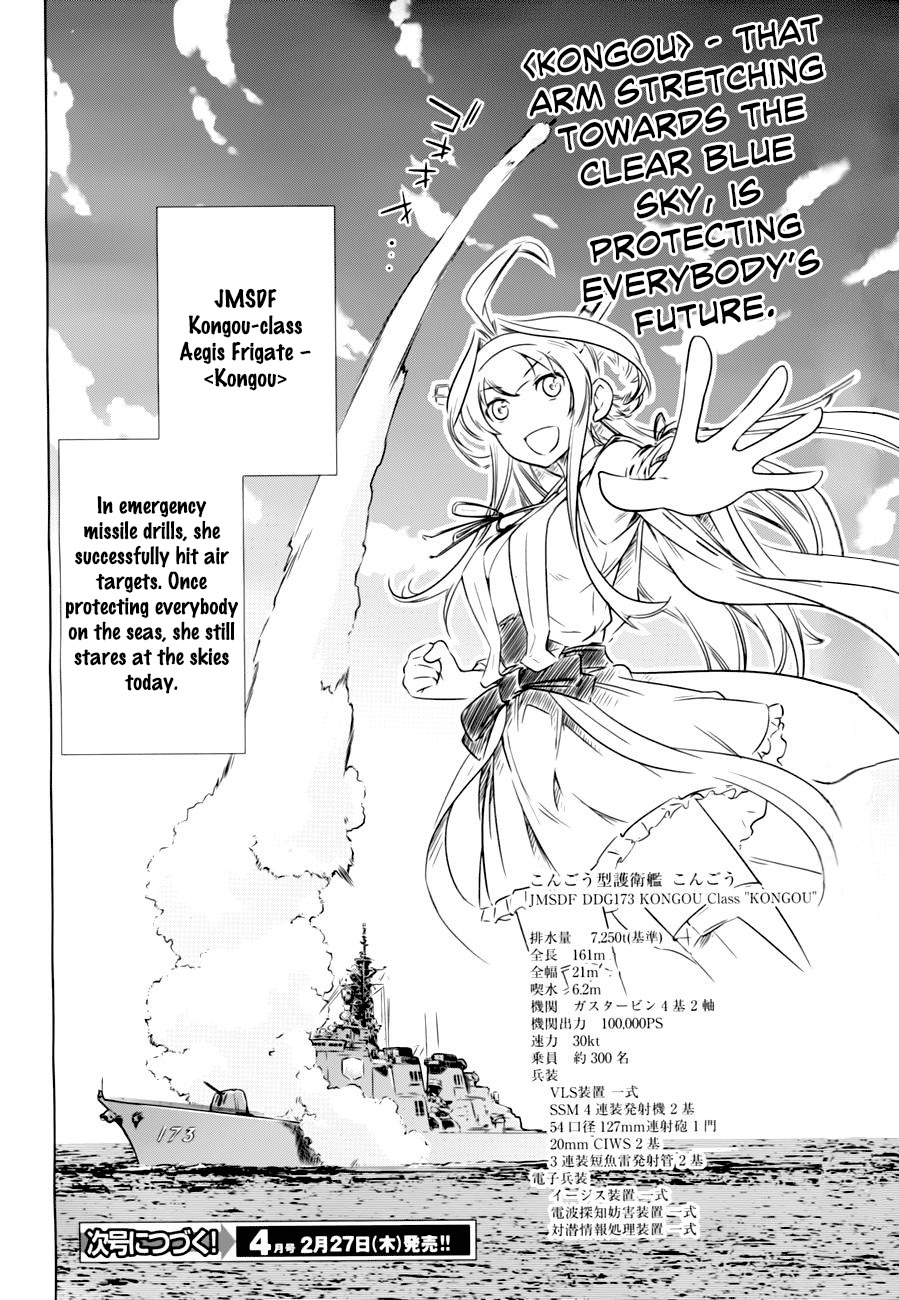 <KONGOU> - THAT
ARM STRETCHING
TOWARDS THE
CLEAR BLUE
SKY, IS
PROTECTING
EVERYBODY'S
FUTURE.
JMSDF
Kongou-class
Aegis Frigate –
<Kongou>
In emergency
missile drills, she
successfully hit air
targets. Once
protecting everybody
on the seas, she still
stares at the skies
today.
こんごう型護衛艦 こんごう
JMSDF DDG173 KONGOU Class "KONGOU"
排水量 7,250t(基準)
全長 161m
全幅 21m
喫水 6.2m
機関 ガスタービン4基2軸
機関出力 100,000PS
速力 30kt
乗員 約300名
兵装
VLS装置 一式
SSM 4連装発射機 2基
54口径127mm連射砲 1門
20mm CIWS 2基
3連装短魚雷発射管 2基
電子兵装
イージス装置 一式
電波探知妨害装置 一式
対潜情報処理装置 一式
173
次号につづく! 4月号 2月27日(木)発売!!